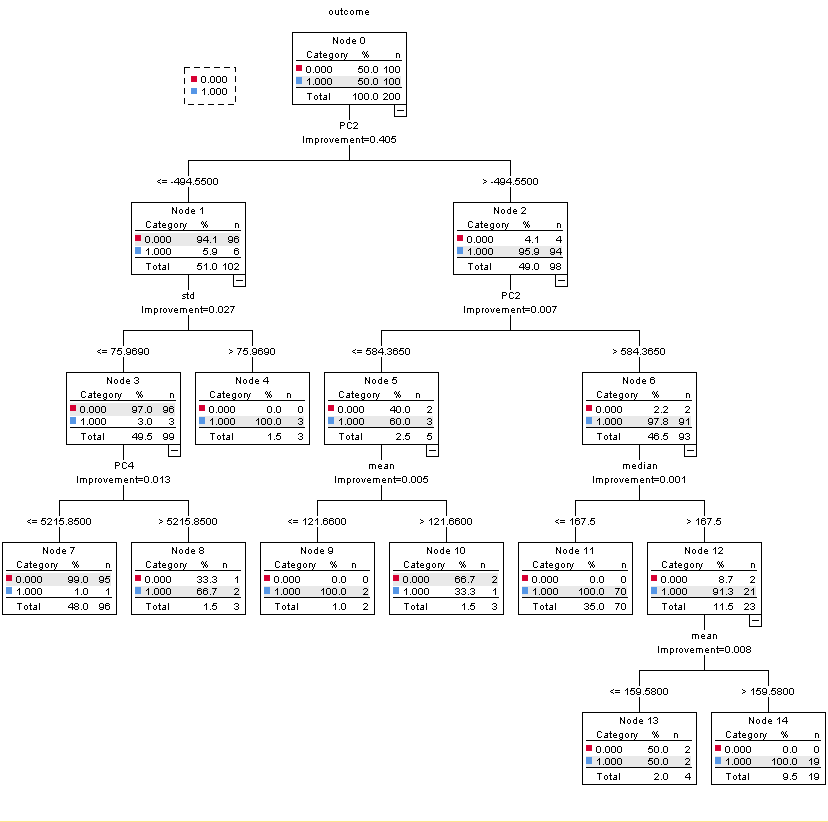 outcome
Node 0
Category % n
0.000 50.0 100
1.000 50.0 100
Total 100.0 200
0.000
1.000
PC2
Improvement=0.405
<= -494.5500
> -494.5500
Node 1
Category % n
0.000 94.1 96
1.000 5.9 6
Total 51.0 102
Node 2
Category % n
0.000 4.1 4
1.000 95.9 94
Total 49.0 98
std
Improvement=0.027
PC2
Improvement=0.007
<= 75.9690
> 75.9690
<= 584.3650
> 584.3650
Node 3
Category % n
0.000 97.0 96
1.000 3.0 3
Total 49.5 99
Node 4
Category % n
0.000 0.0 0
1.000 100.0 3
Total 1.5 3
Node 5
Category % n
0.000 40.0 2
1.000 60.0 3
Total 2.5 5
Node 6
Category % n
0.000 2.2 2
1.000 97.8 91
Total 46.5 93
PC4
Improvement=0.013
mean
Improvement=0.005
median
Improvement=0.001
<= 5215.8500
> 5215.8500
<= 121.6600
> 121.6600
<= 167.5
> 167.5
Node 7
Category % n
0.000 99.0 95
1.000 1.0 1
Total 48.0 96
Node 8
Category % n
0.000 33.3 1
1.000 66.7 2
Total 1.5 3
Node 9
Category % n
0.000 0.0 0
1.000 100.0 2
Total 1.0 2
Node 10
Category % n
0.000 66.7 2
1.000 33.3 1
Total 1.5 3
Node 11
Category % n
0.000 0.0 0
1.000 100.0 70
Total 35.0 70
Node 12
Category % n
0.000 8.7 2
1.000 91.3 21
Total 11.5 23
mean
Improvement=0.008
<= 159.5800
> 159.5800
Node 13
Category % n
0.000 50.0 2
1.000 50.0 2
Total 2.0 4
Node 14
Category % n
0.000 0.0 0
1.000 100.0 19
Total 9.5 19